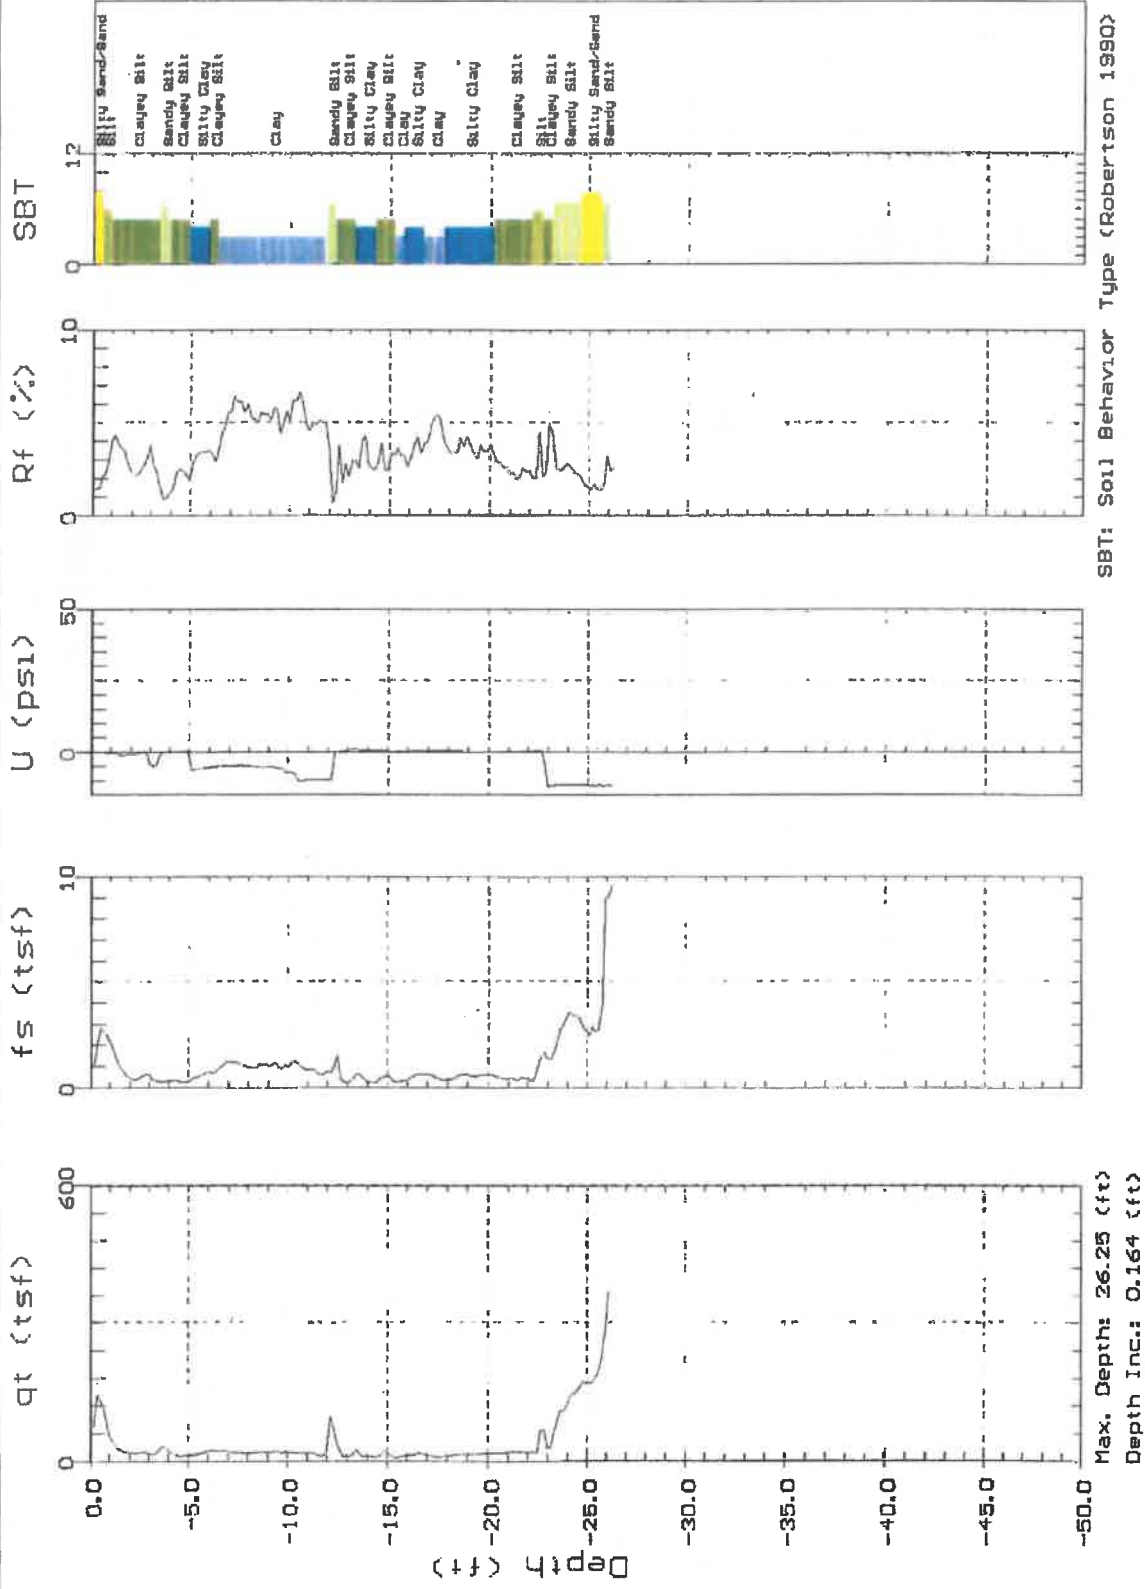 qt (tsf)
fs (tsf)
U (psi)
Rf (%)
SBT
0
600
0
10
0
50
0
10
0
12
Depth (ft)
0.0
-5.0
-10.0
-15.0
-20.0
-25.0
-30.0
-35.0
-40.0
-45.0
-50.0
Silty Sand/Sand
Silt
Clayey Silt
Sandy Silt
Clayey Silt
Silty Clay
Clayey Silt
Clay
Sandy Silt
Clayey Silt
Silty Clay
Clayey Silt
Clay
Silty Clay
Clay
Silty Clay
Clayey Silt
Silt
Clayey Silt
Sandy Silt
Silty Sand/Sand
Sandy Silt
Max. Depth: 26.25 (ft)
Depth Inc.: 0.164 (ft)
SBT: Soil Behavior Type (Robertson 1990)